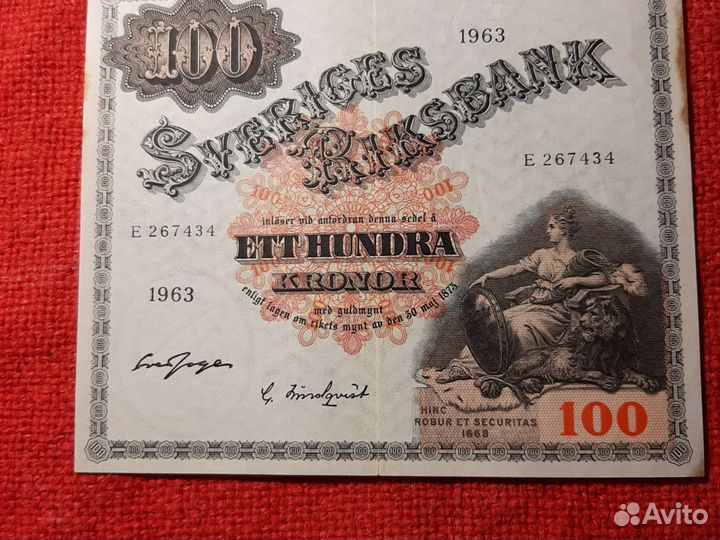 100
1963
SVERIGES
RIKSBANK
E 267434
inlöser vid anfordran denna sedel å
E 267434
ETT HUNDRA
KRONOR
1963
med guldmynt
enligt lagen om rikets mynt av den 30 maj 1873.
G. Lindqvist
HINC
ROBUR ET SECURITAS
1668
100
Avito